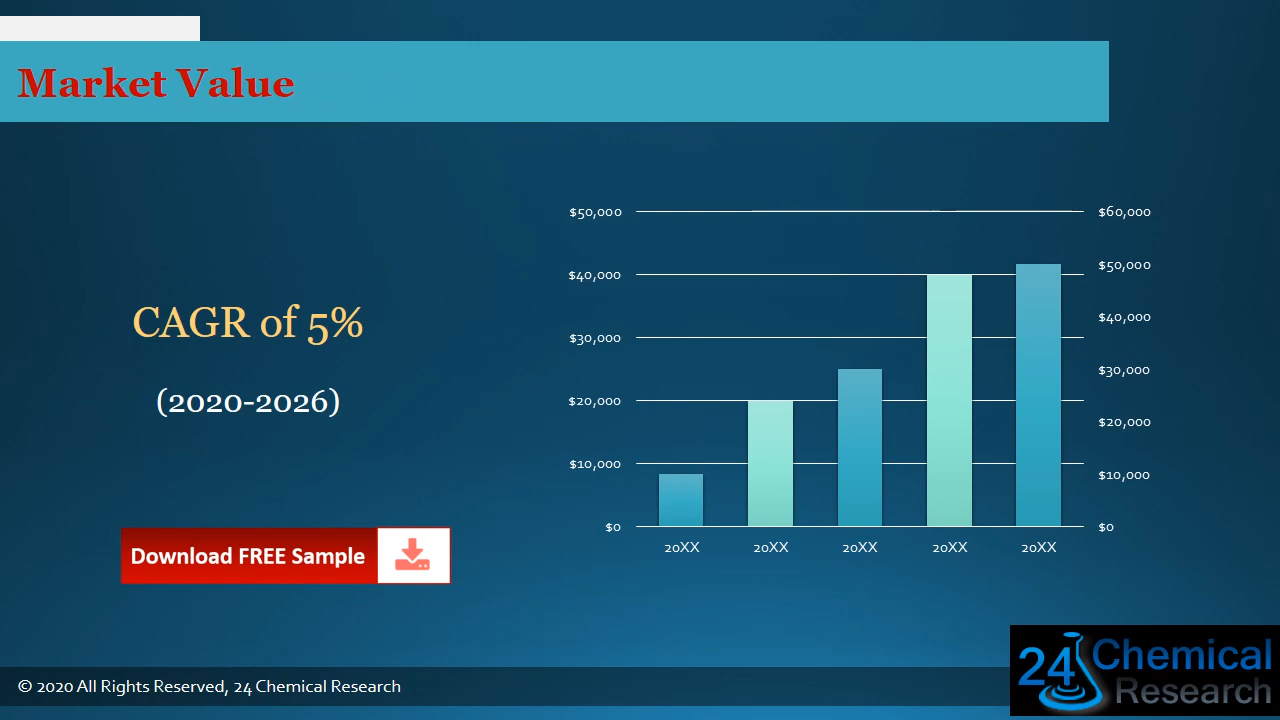 Market Value
CAGR of 5%
(2020-2026)
Download FREE Sample
$50,000
$40,000
$30,000
$20,000
$10,000
$0
$60,000
$50,000
$40,000
$30,000
$20,000
$10,000
$0
20XX 20XX 20XX 20XX 20XX
© 2020 All Rights Reserved, 24 Chemical Research
24 Chemical
Research